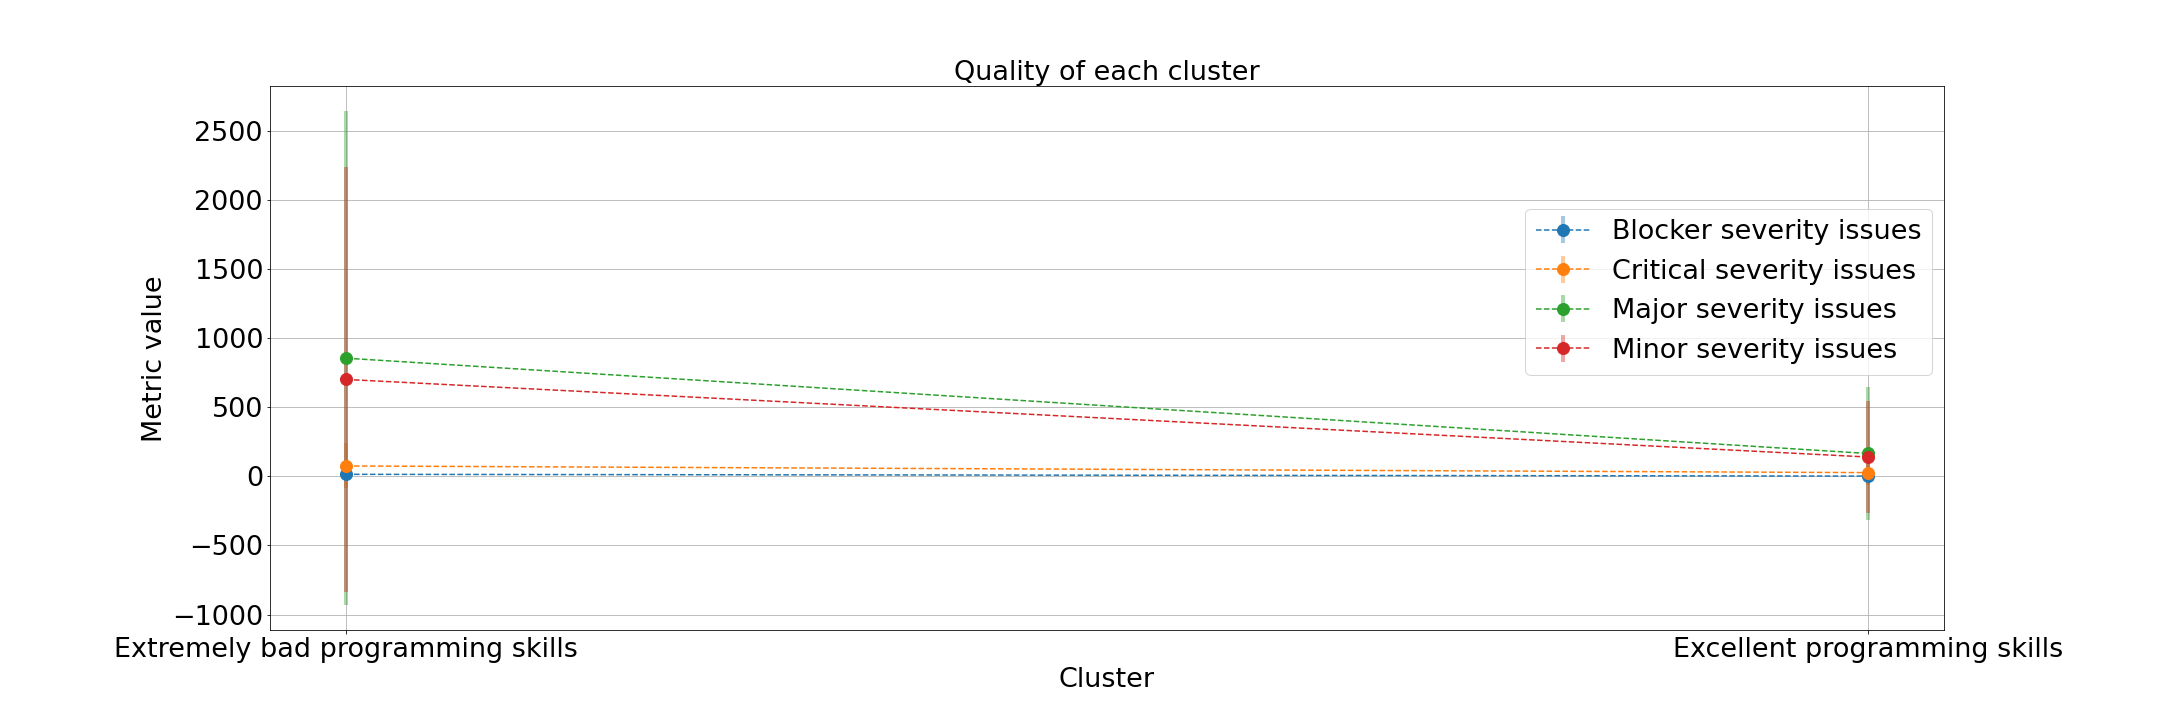 Quality of each cluster
2500
2000
1500
1000
500
0
−500
−1000
Metric value
Blocker severity issues
Critical severity issues
Major severity issues
Minor severity issues
Extremely bad programming skills
Excellent programming skills
Cluster